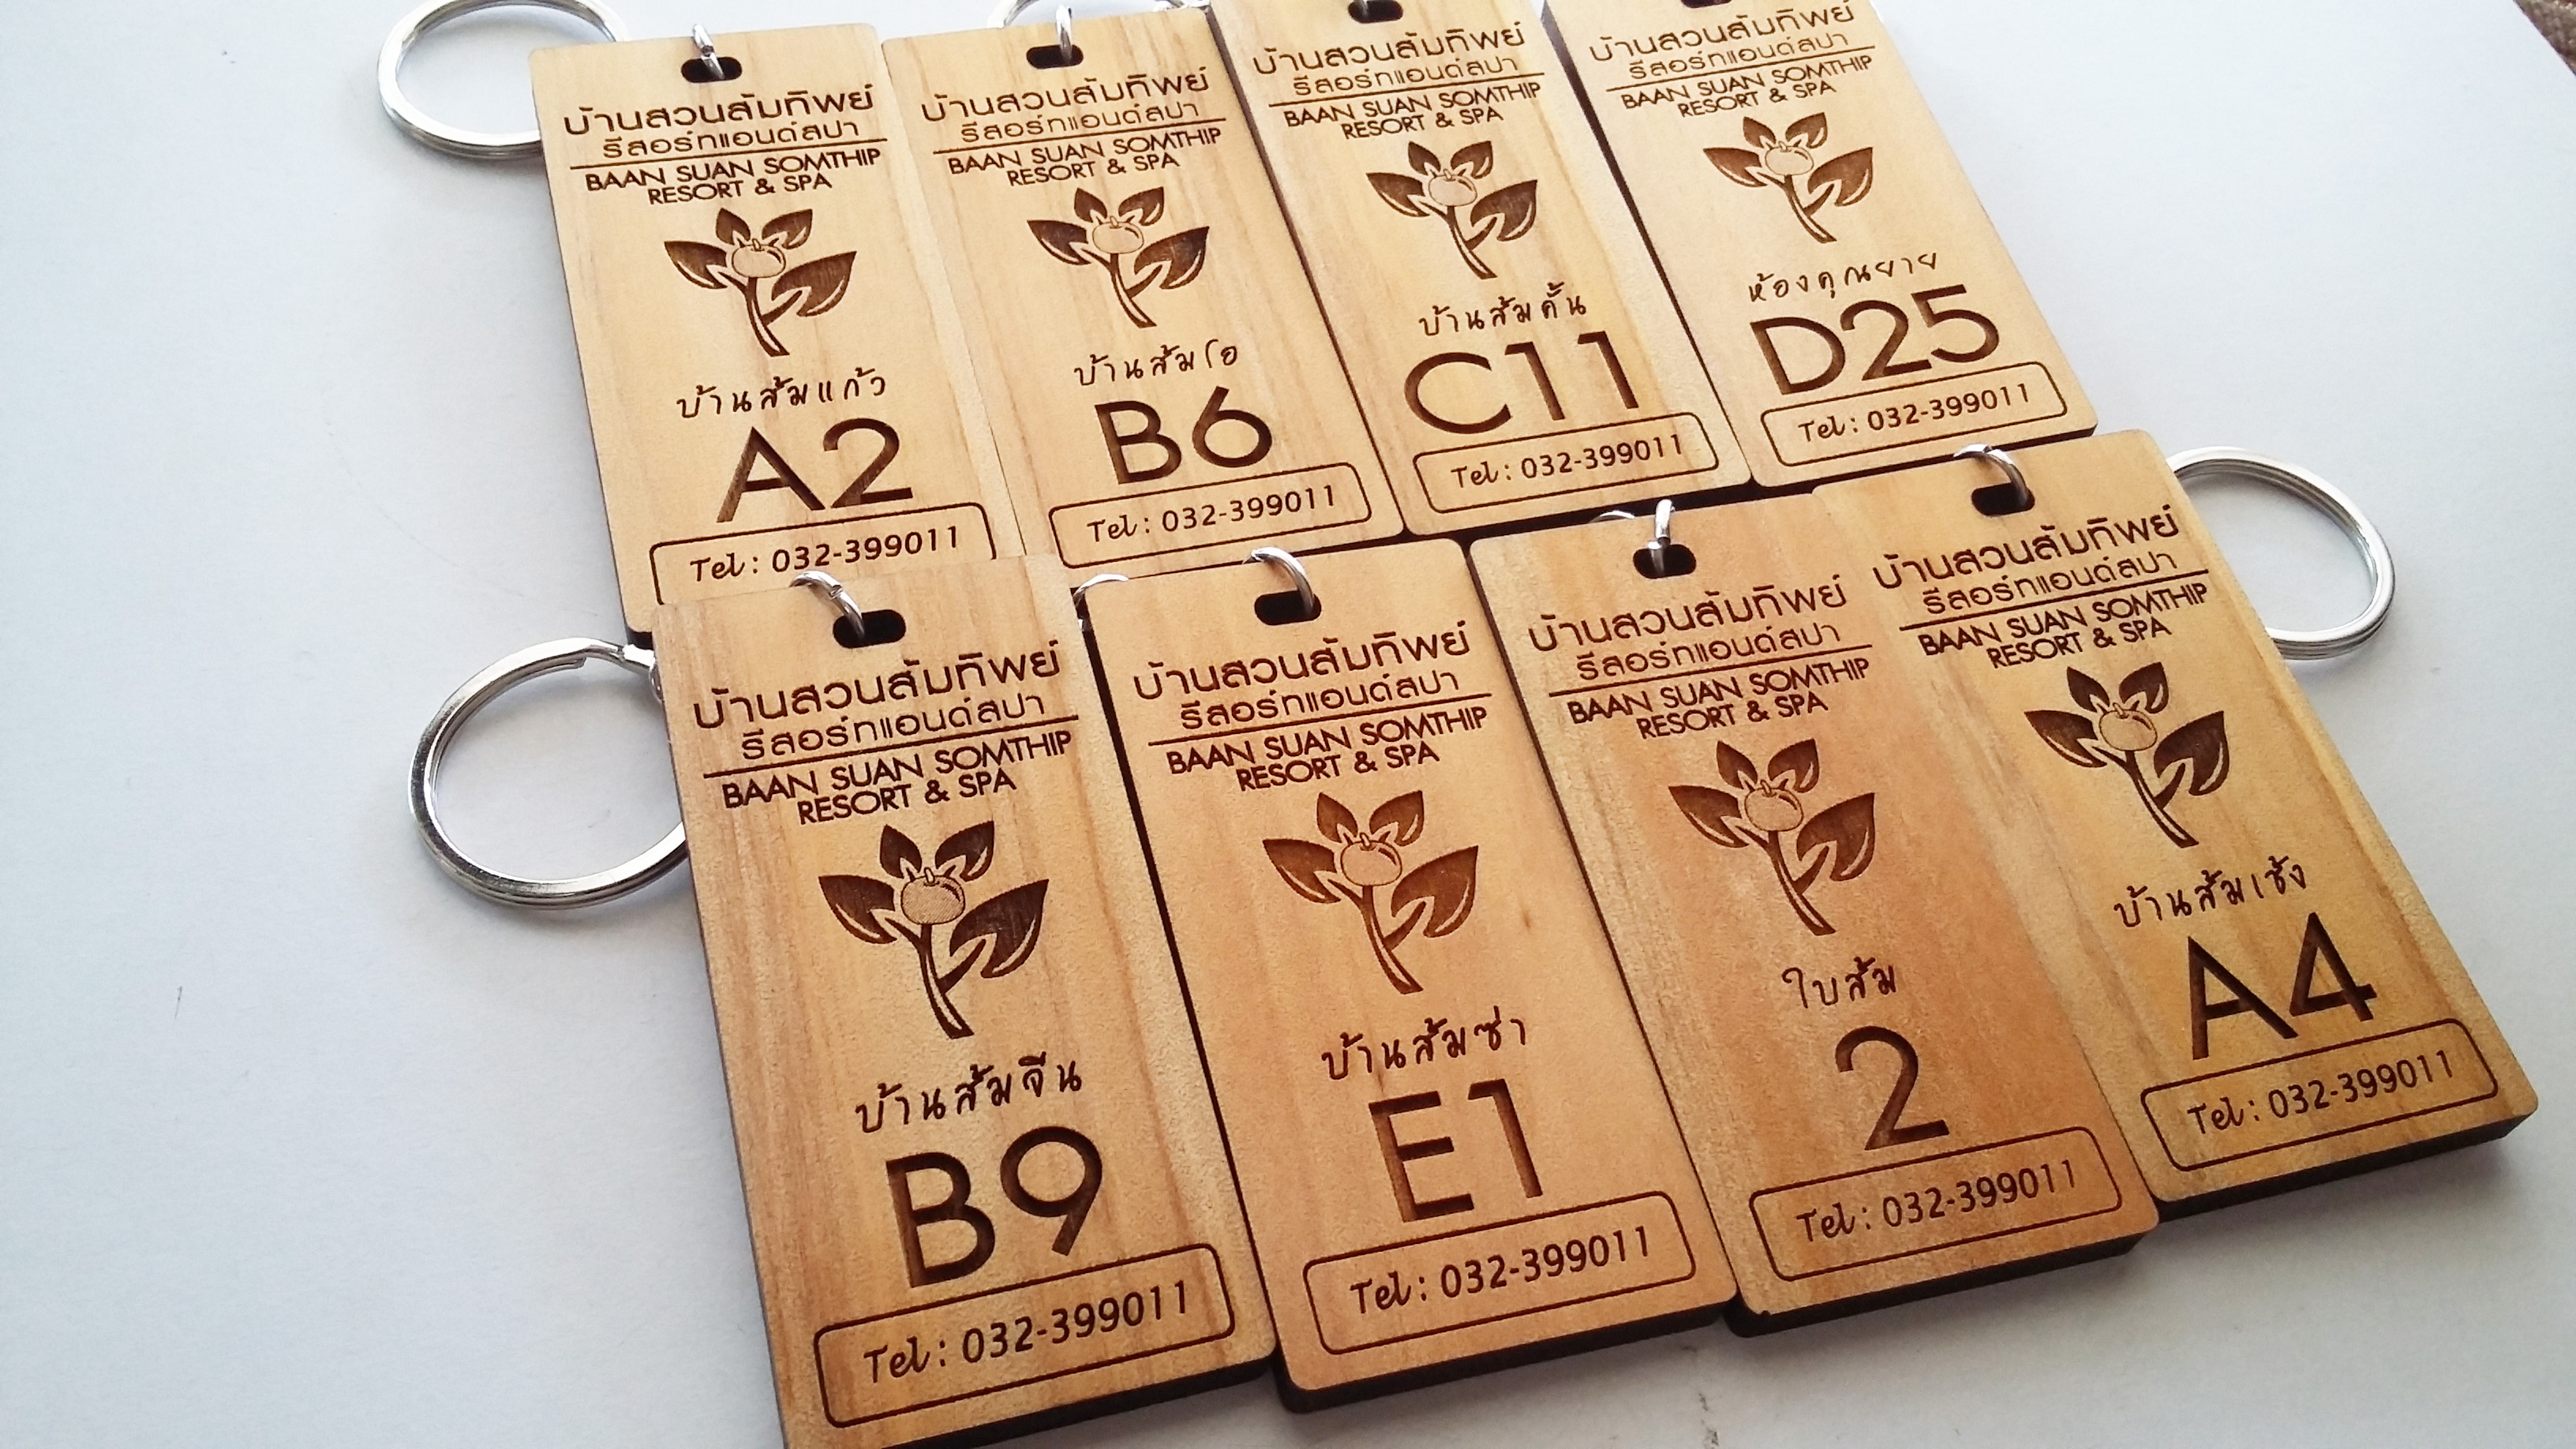 บ้านสวนส้มทิพย์
รีสอร์ทแอนด์สปา
BAAN SUAN SOMTHIP
RESORT & SPA
บ้านส้มแก้ว
A2
Tel : 032-399011
บ้านสวนส้มทิพย์
รีสอร์ทแอนด์สปา
BAAN SUAN SOMTHIP
RESORT & SPA
บ้านส้มโอ
B6
Tel : 032-399011
บ้านสวนส้มทิพย์
รีสอร์ทแอนด์สปา
BAAN SUAN SOMTHIP
RESORT & SPA
บ้านส้มคั้น
C11
Tel : 032-399011
บ้านสวนส้มทิพย์
รีสอร์ทแอนด์สปา
BAAN SUAN SOMTHIP
RESORT & SPA
ห้องคุณยาย
D25
Tel : 032-399011
บ้านสวนส้มทิพย์
รีสอร์ทแอนด์สปา
BAAN SUAN SOMTHIP
RESORT & SPA
บ้านส้มจีน
B9
Tel : 032-399011
บ้านสวนส้มทิพย์
รีสอร์ทแอนด์สปา
BAAN SUAN SOMTHIP
RESORT & SPA
บ้านส้มซ่า
E1
Tel : 032-399011
บ้านสวนส้มทิพย์
รีสอร์ทแอนด์สปา
BAAN SUAN SOMTHIP
RESORT & SPA
ใบส้ม
2
Tel : 032-399011
บ้านสวนส้มทิพย์
รีสอร์ทแอนด์สปา
BAAN SUAN SOMTHIP
RESORT & SPA
บ้านส้มเช้ง
A4
Tel : 032-399011